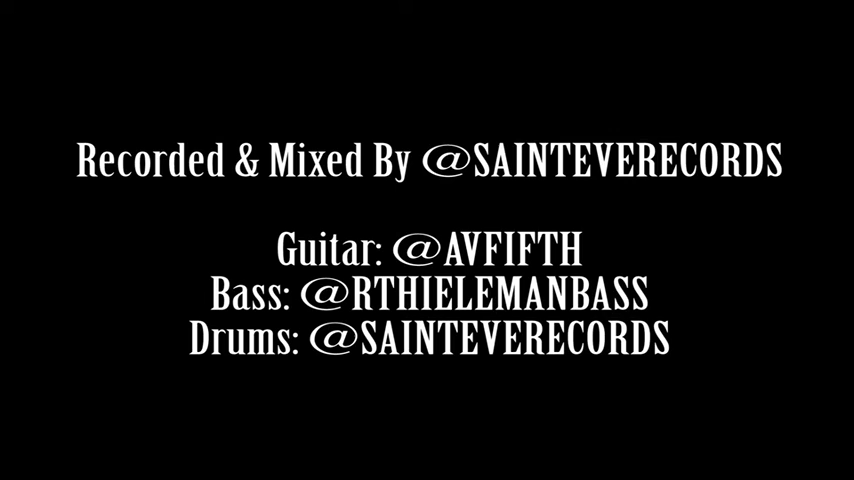 Recorded & Mixed By @SAINTEVERECORDS
Guitar: @AVFIFTH
Bass: @RTHIELEMANBASS
Drums: @SAINTEVERECORDS